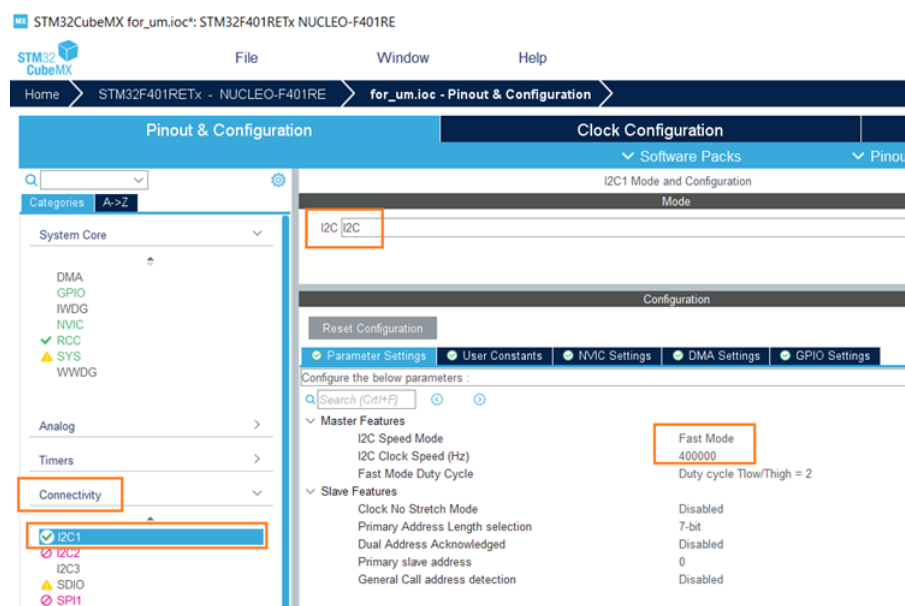 MX STM32CubeMX for_um.ioc*: STM32F401RETx NUCLEO-F401RE
STM32 CubeMX
File Window Help
Home STM32F401RETx - NUCLEO-F401RE for_um.ioc - Pinout & Configuration
Pinout & Configuration Clock Configuration
Software Packs Pinou
I2C1 Mode and Configuration
Categories A->Z
Mode
System Core
I2C I2C
DMA
GPIO
IWDG
NVIC
RCC
SYS
WWDG
Analog
Timers
Connectivity
I2C1
I2C2
I2C3
SDIO
SPI1
Configuration
Reset Configuration
Parameter Settings User Constants NVIC Settings DMA Settings GPIO Settings
Configure the below parameters :
Search (Crtl+F)
Master Features
I2C Speed Mode Fast Mode
I2C Clock Speed (Hz) 400000
Fast Mode Duty Cycle Duty cycle Tlow/Thigh = 2
Slave Features
Clock No Stretch Mode Disabled
Primary Address Length selection 7-bit
Dual Address Acknowledged Disabled
Primary slave address 0
General Call address detection Disabled